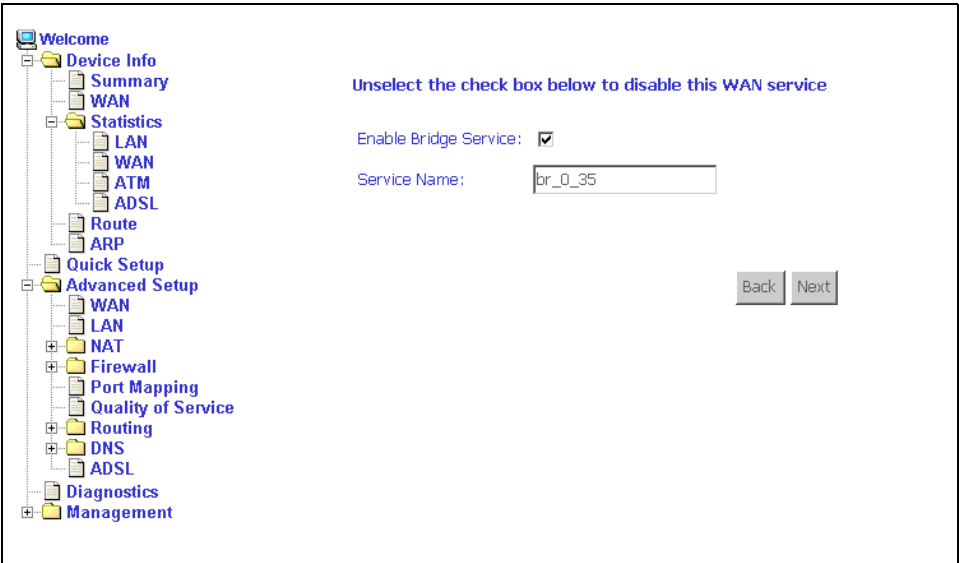 Welcome
Device Info
Summary
WAN
Statistics
LAN
WAN
ATM
ADSL
Route
ARP
Quick Setup
Advanced Setup
WAN
LAN
NAT
Firewall
Port Mapping
Quality of Service
Routing
DNS
ADSL
Diagnostics
Management
Unselect the check box below to disable this WAN service
Enable Bridge Service:
Service Name: br_0_35
Back Next